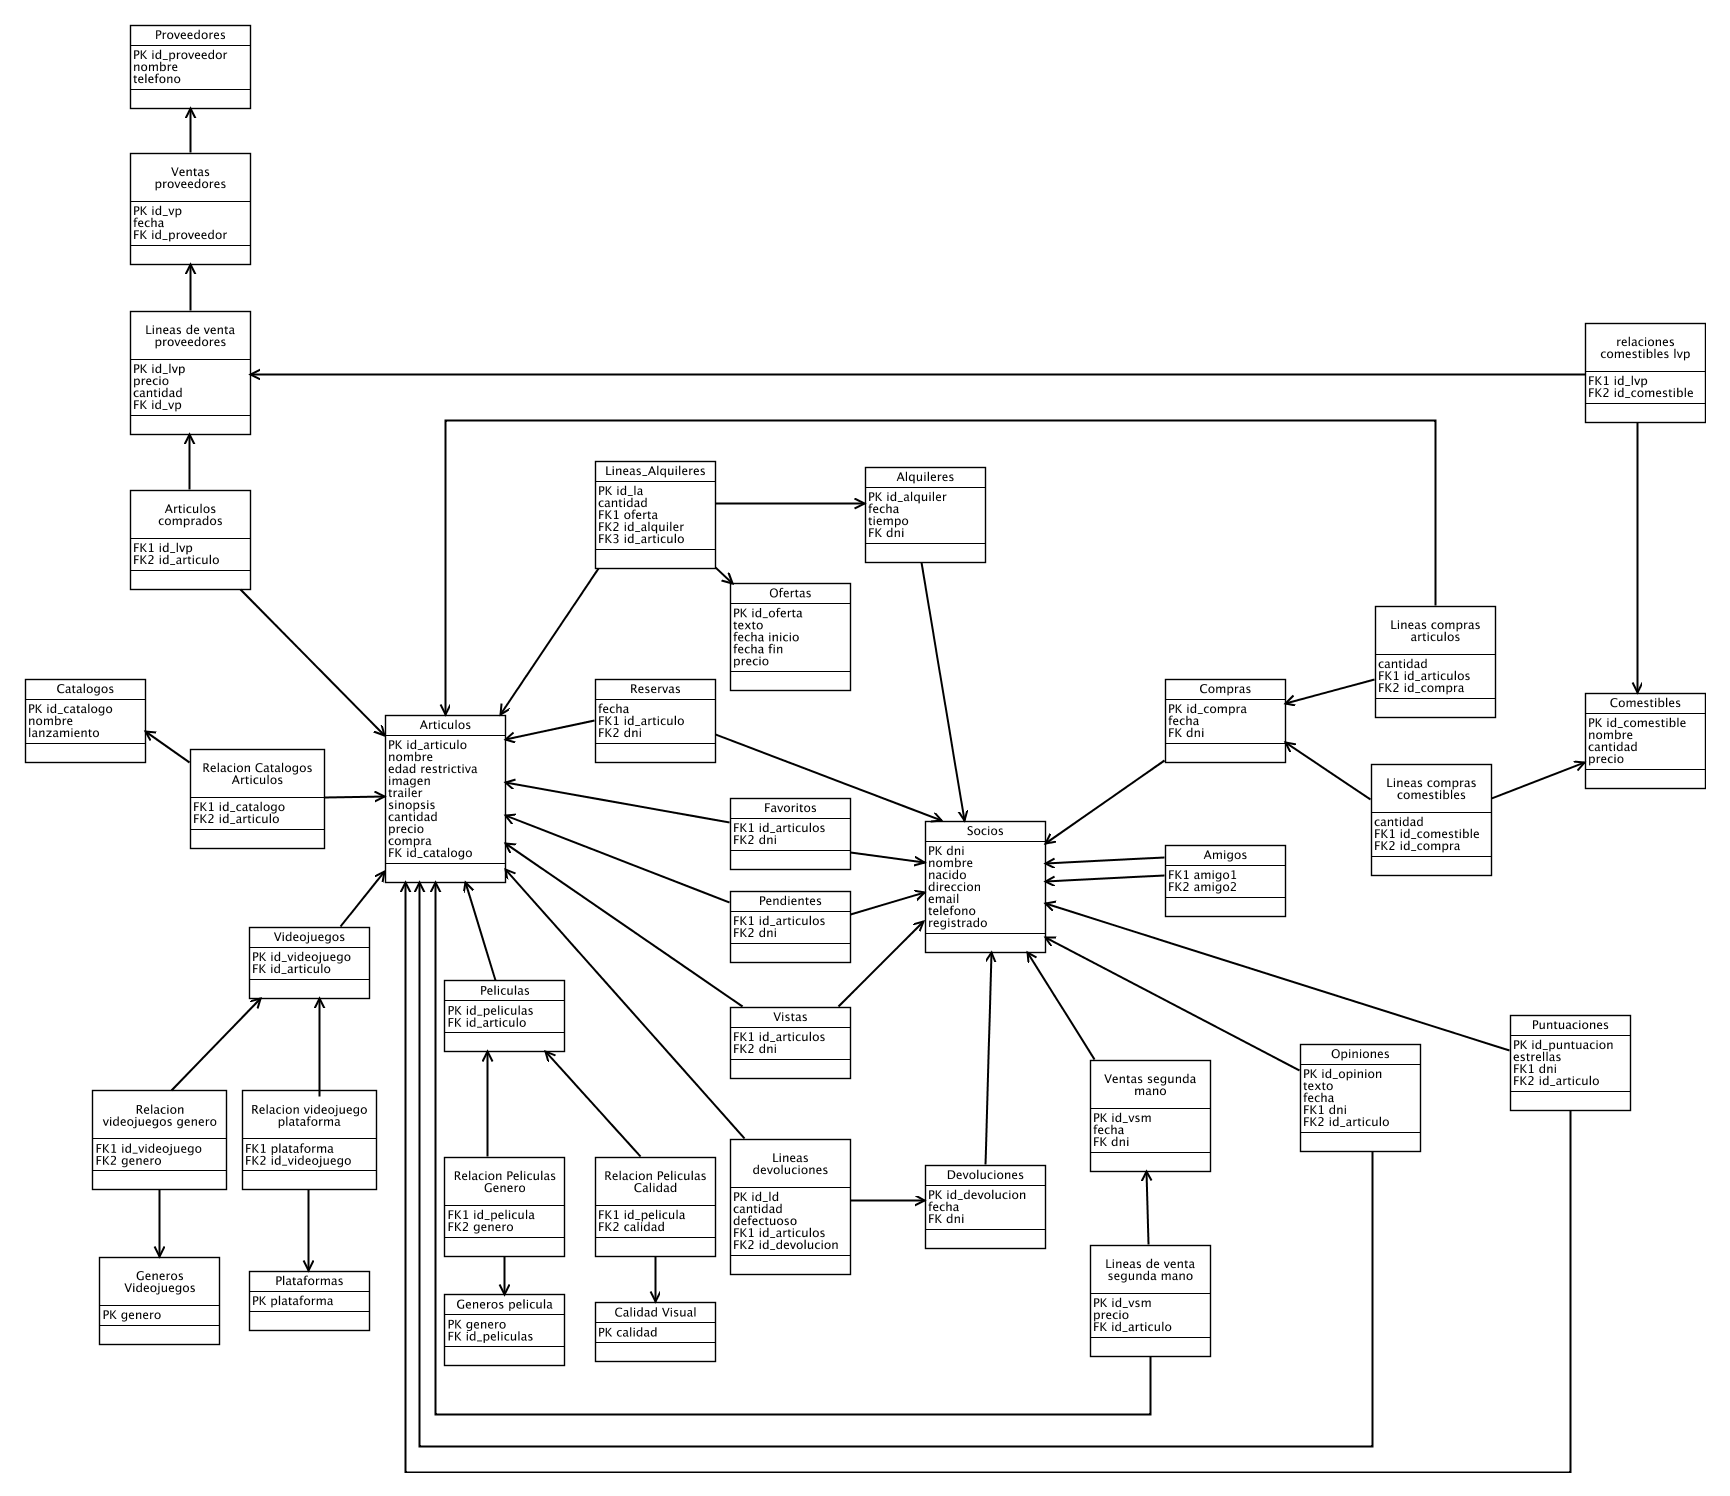 Proveedores
PK id_proveedor
nombre
telefono
Ventas
proveedores
PK id_vp
fecha
FK id_proveedor
Lineas de venta
proveedores
PK id_lvp
precio
cantidad
FK id_vp
relaciones
comestibles lvp
FK1 id_lvp
FK2 id_comestible
Articulos
comprados
FK1 id_lvp
FK2 id_articulo
Lineas_Alquileres
PK id_la
cantidad
FK1 oferta
FK2 id_alquiler
FK3 id_articulo
Alquileres
PK id_alquiler
fecha
tiempo
FK dni
Ofertas
PK id_oferta
texto
fecha inicio
fecha fin
precio
Lineas compras
articulos
cantidad
FK1 id_articulos
FK2 id_compra
Catalogos
PK id_catalogo
nombre
lanzamiento
Relacion Catalogos
Articulos
FK1 id_catalogo
FK2 id_articulo
Articulos
PK id_articulo
nombre
edad restrictiva
imagen
trailer
sinopsis
cantidad
precio
compra
FK id_catalogo
Reservas
fecha
FK1 id_articulo
FK2 dni
Compras
PK id_compra
fecha
FK dni
Comestibles
PK id_comestible
nombre
cantidad
precio
Lineas compras
comestibles
cantidad
FK1 id_comestible
FK2 id_compra
Favoritos
FK1 id_articulos
FK2 dni
Socios
PK dni
nombre
nacido
direccion
email
telefono
registrado
Amigos
FK1 amigo1
FK2 amigo2
Pendientes
FK1 id_articulos
FK2 dni
Videojuegos
PK id_videojuego
FK id_articulo
Peliculas
PK id_peliculas
FK id_articulo
Vistas
FK1 id_articulos
FK2 dni
Puntuaciones
PK id_puntuacion
estrellas
FK1 dni
FK2 id_articulo
Opiniones
PK id_opinion
texto
fecha
FK1 dni
FK2 id_articulo
Ventas segunda
mano
PK id_vsm
fecha
FK dni
Relacion
videojuegos genero
FK1 id_videojuego
FK2 genero
Relacion videojuego
plataforma
FK1 plataforma
FK2 id_videojuego
Relacion Peliculas
Genero
FK1 id_pelicula
FK2 genero
Relacion Peliculas
Calidad
FK1 id_pelicula
FK2 calidad
Lineas
devoluciones
PK id_ld
cantidad
defectuoso
FK1 id_articulos
FK2 id_devolucion
Devoluciones
PK id_devolucion
fecha
FK dni
Lineas de venta
segunda mano
PK id_vsm
precio
FK id_articulo
Generos
Videojuegos
PK genero
Plataformas
PK plataforma
Generos pelicula
PK genero
FK id_peliculas
Calidad Visual
PK calidad